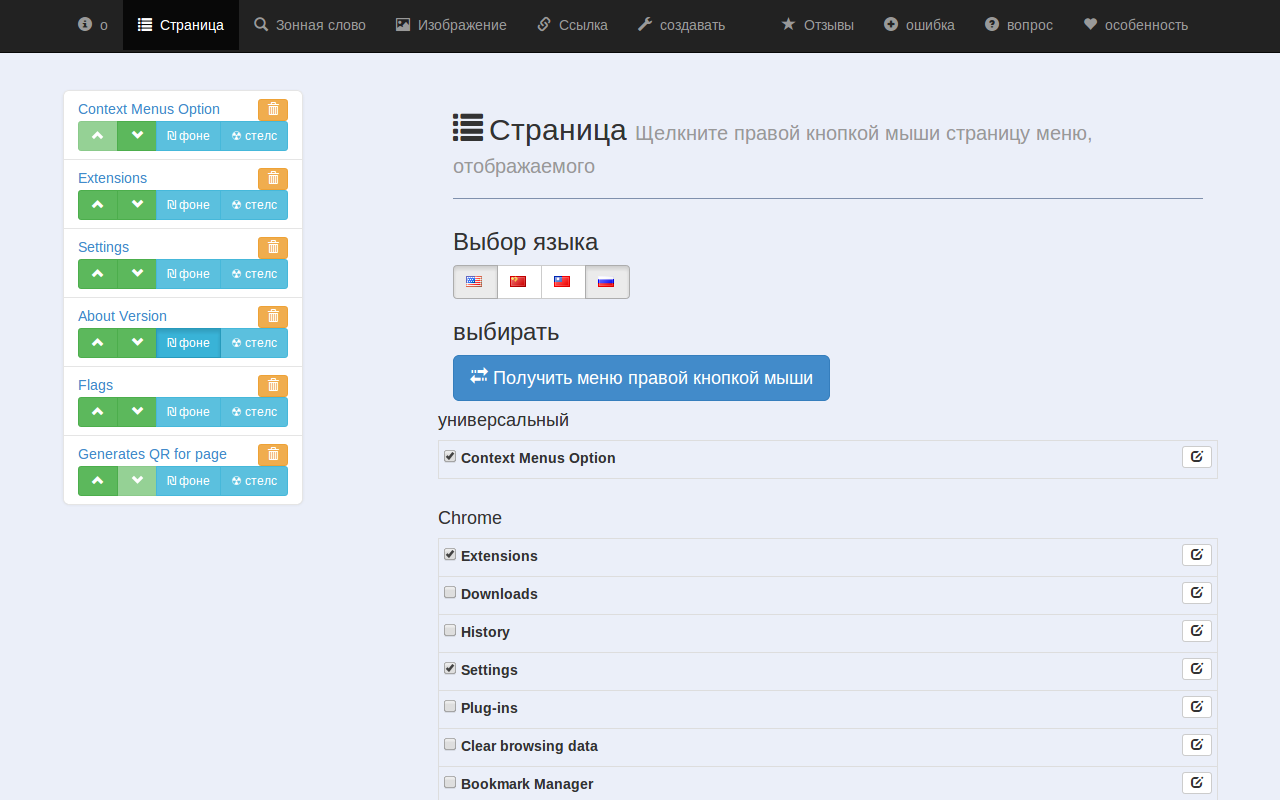 о Страница Зонная слово Изображение Ссылка создавать Отзывы ошибка вопрос особенность
Context Menus Option
фоне стелс
Extensions
фоне стелс
Settings
фоне стелс
About Version
фоне стелс
Flags
фоне стелс
Generates QR for page
фоне стелс
Страница Щелкните правой кнопкой мыши страницу меню,
отображаемого
Выбор языка
выбирать
Получить меню правой кнопкой мыши
универсальный
Context Menus Option
Chrome
Extensions
Downloads
History
Settings
Plug-ins
Clear browsing data
Bookmark Manager